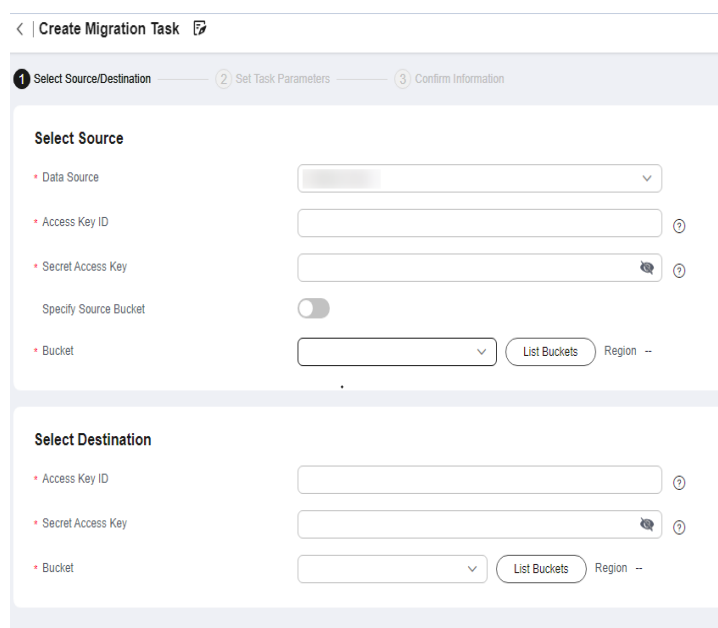 Create Migration Task
1 Select Source/Destination 2 Set Task Parameters 3 Confirm Information
Select Source
* Data Source
* Access Key ID
* Secret Access Key
Specify Source Bucket
* Bucket List Buckets Region --
Select Destination
* Access Key ID
* Secret Access Key
* Bucket List Buckets Region --